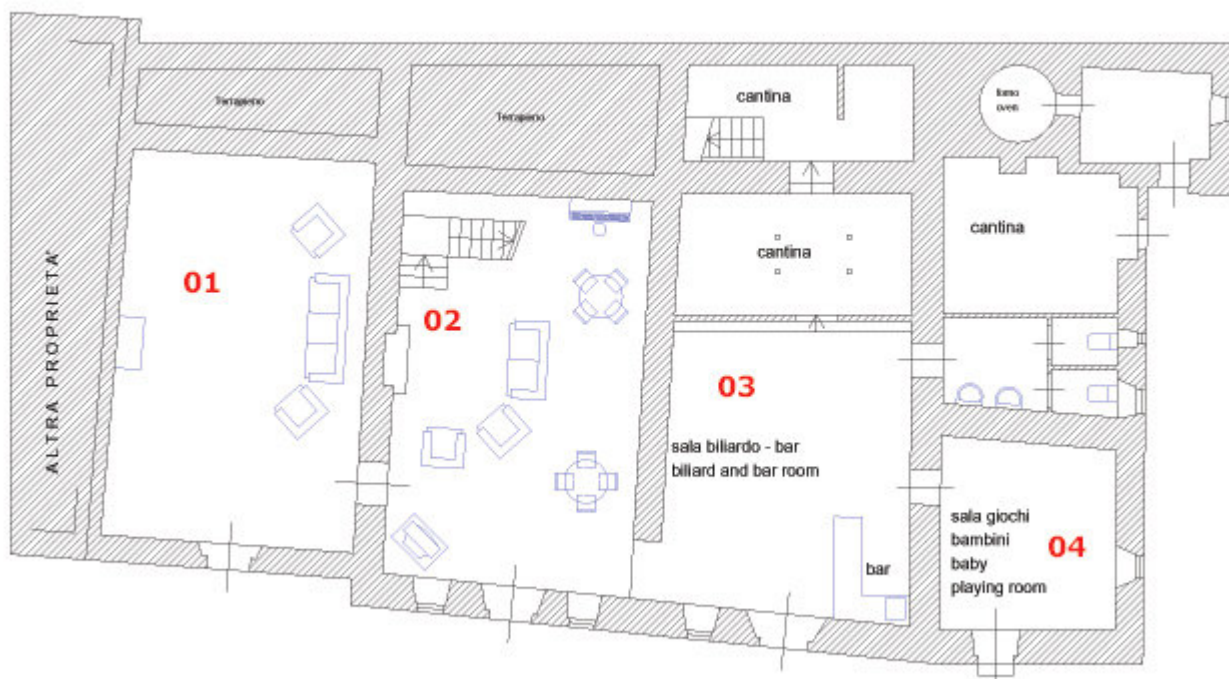 Terrapieno
Terrapieno
cantina
forno
oven
ALTRA PROPRIETA'
01
02
cantina
cantina
03
sala biliardo - bar
biliard and bar room
bar
sala giochi
bambini
baby
playing room
04